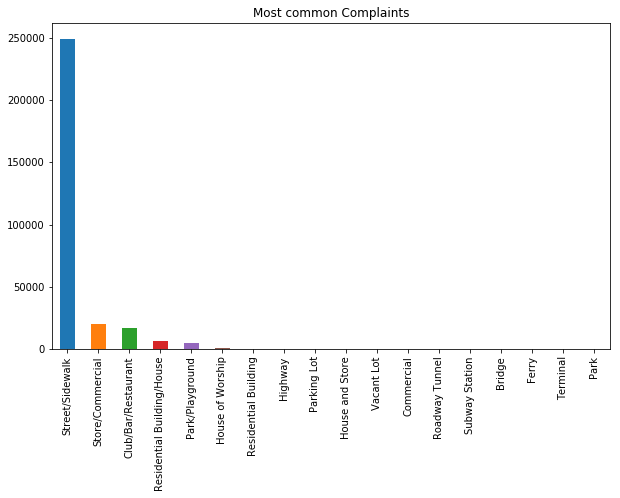 Most common Complaints
250000
200000
150000
100000
50000
0
Street/Sidewalk
Store/Commercial
Club/Bar/Restaurant
Residential Building/House
Park/Playground
House of Worship
Residential Building
Highway
Parking Lot
House and Store
Vacant Lot
Commercial
Roadway Tunnel
Subway Station
Bridge
Ferry
Terminal
Park